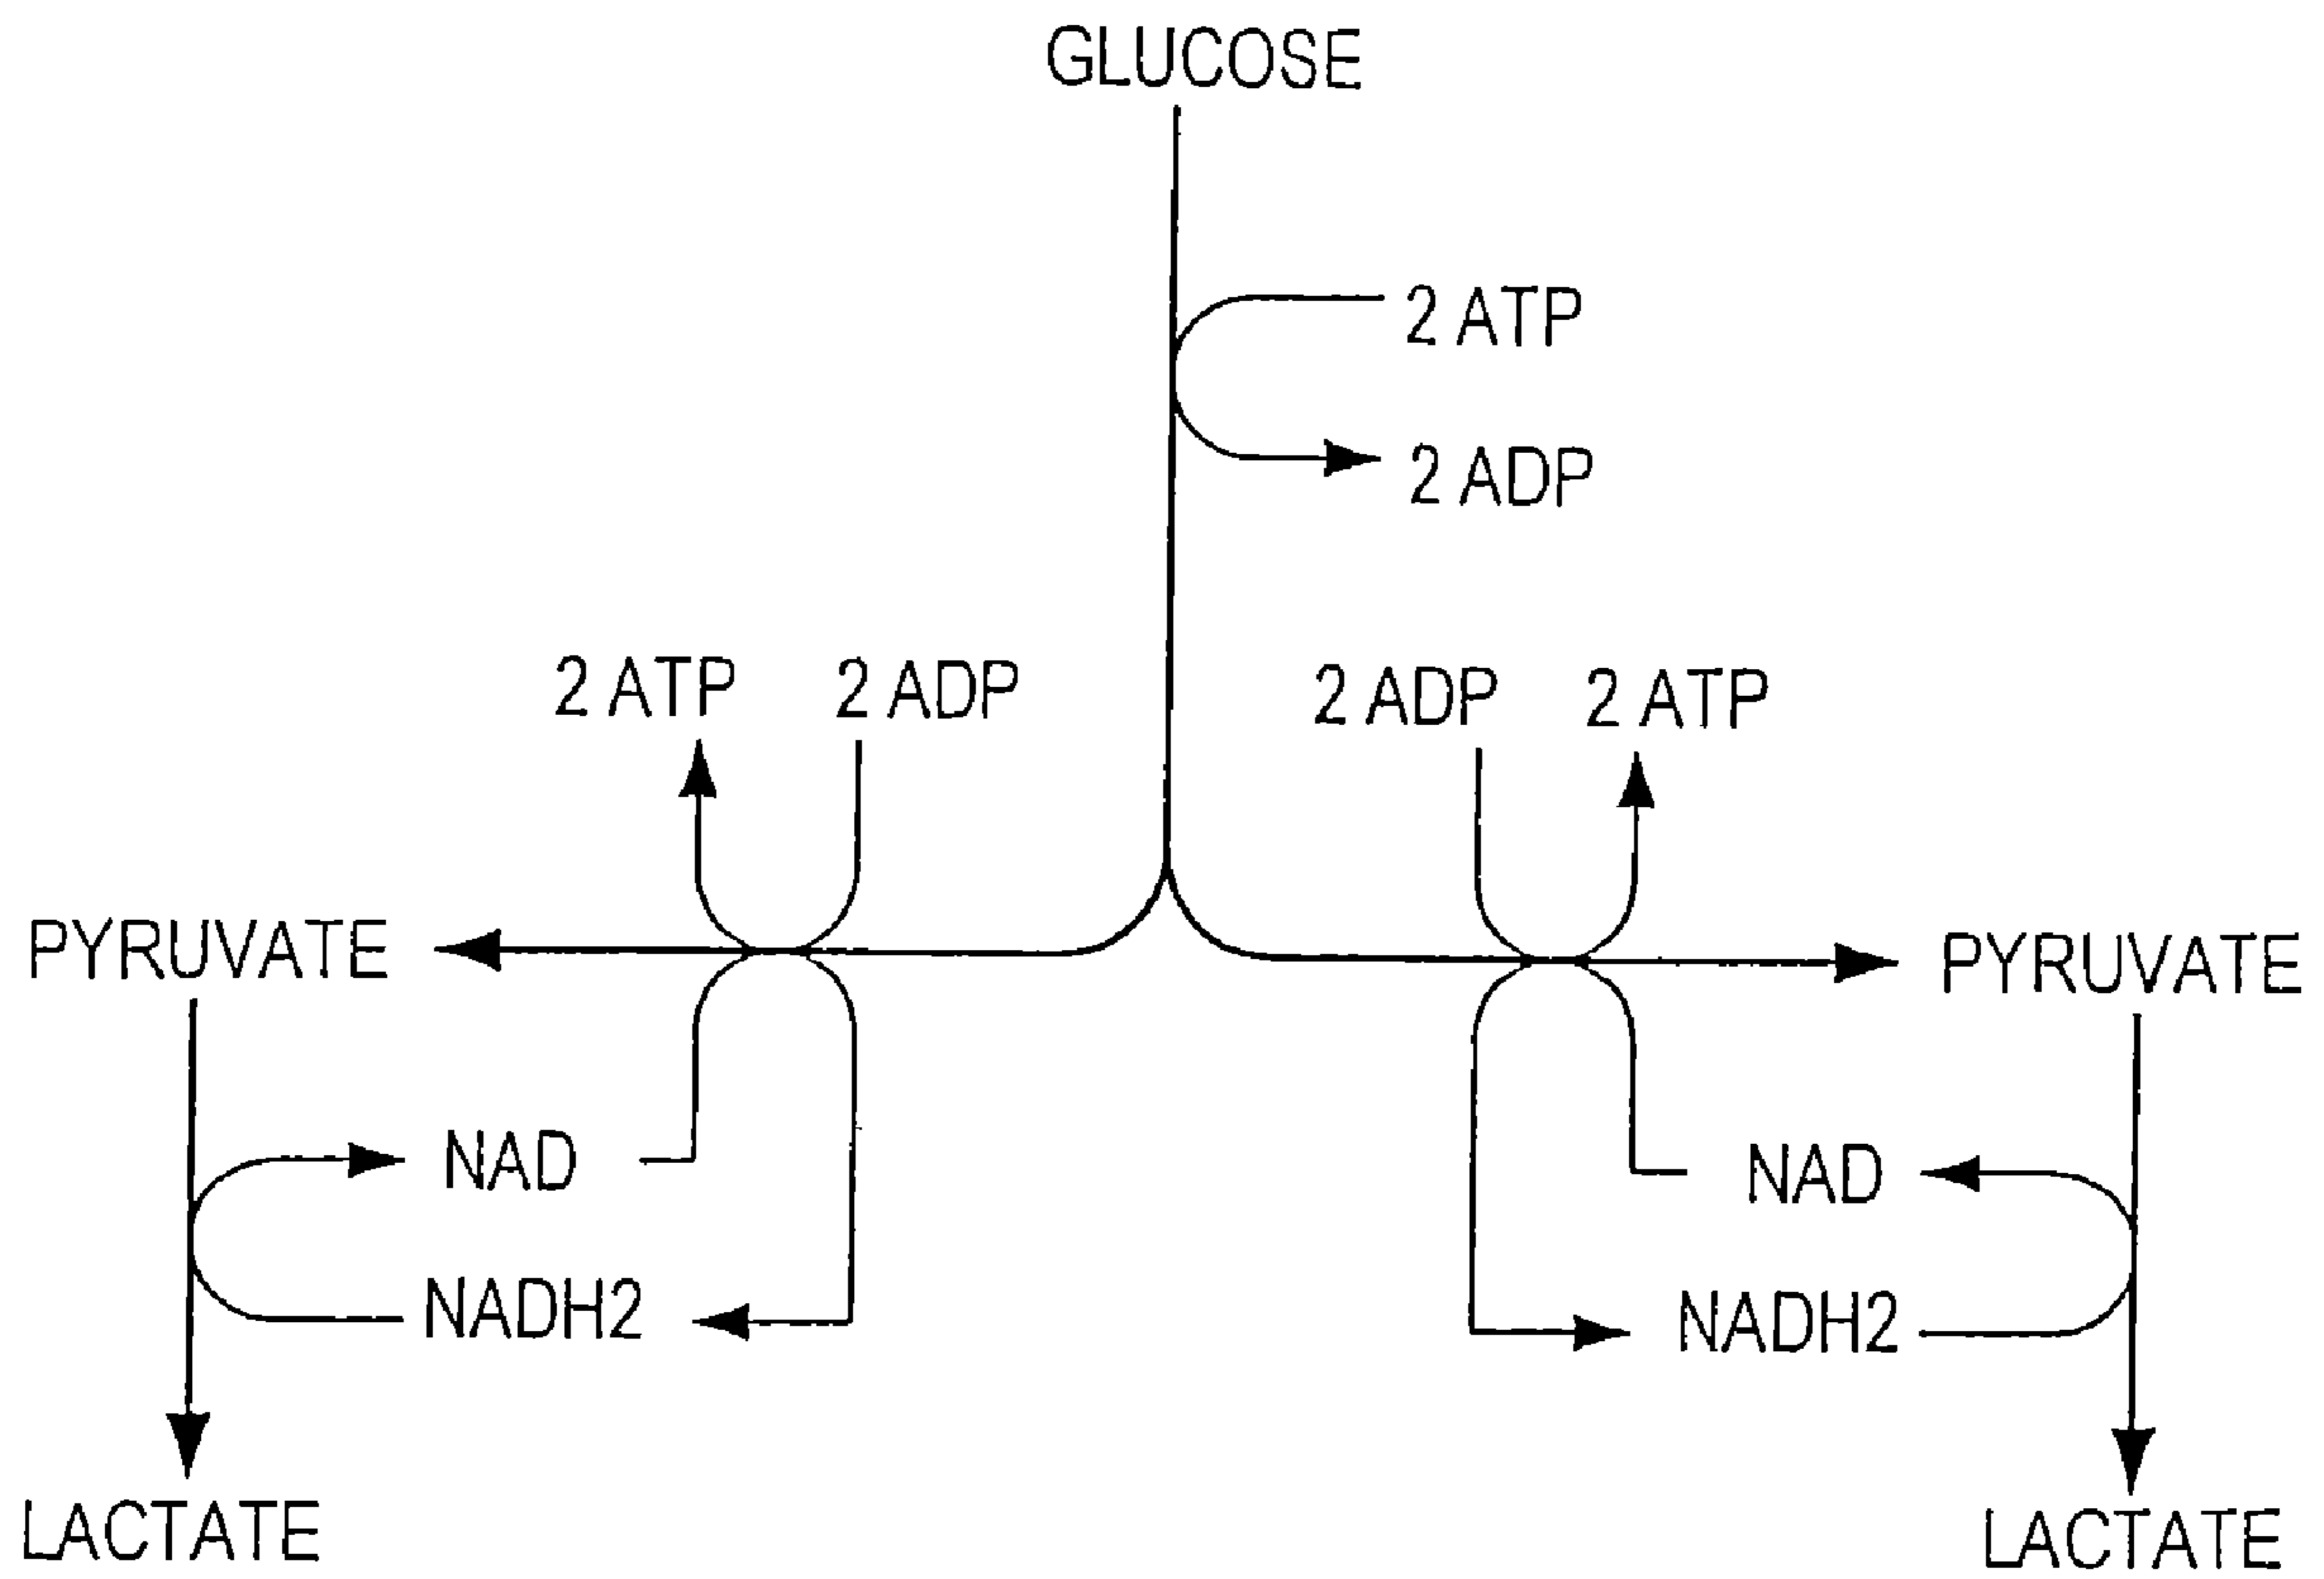 GLUCOSE
2 ATP
2 ADP
2 ATP
2 ADP
2 ADP
2 ATP
PYRUVATE
PYRUVATE
NAD
NAD
NADH2
NADH2
LACTATE
LACTATE